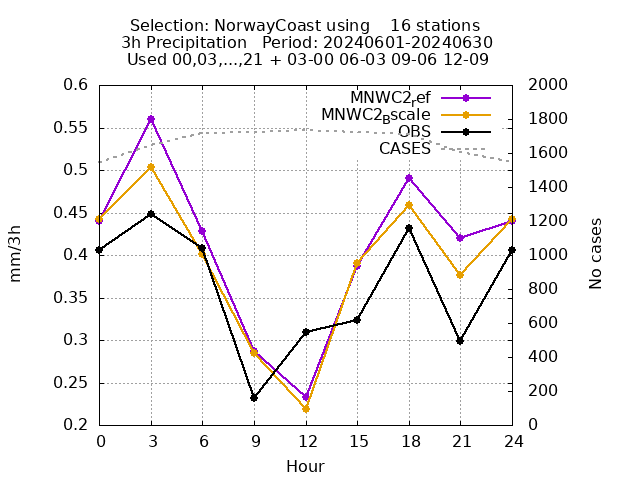 Selection: NorwayCoast using    16 stations
3h Precipitation   Period: 20240601-20240630
Used 00,03,...,21 + 03-00 06-03 09-06 12-09
MNWC2ref
MNWC2Bscale
OBS
CASES
0.6
0.55
0.5
0.45
0.4
0.35
0.3
0.25
0.2
mm/3h
2000
1800
1600
1400
1200
1000
800
600
400
200
0
No cases
0 3 6 9 12 15 18 21 24
Hour